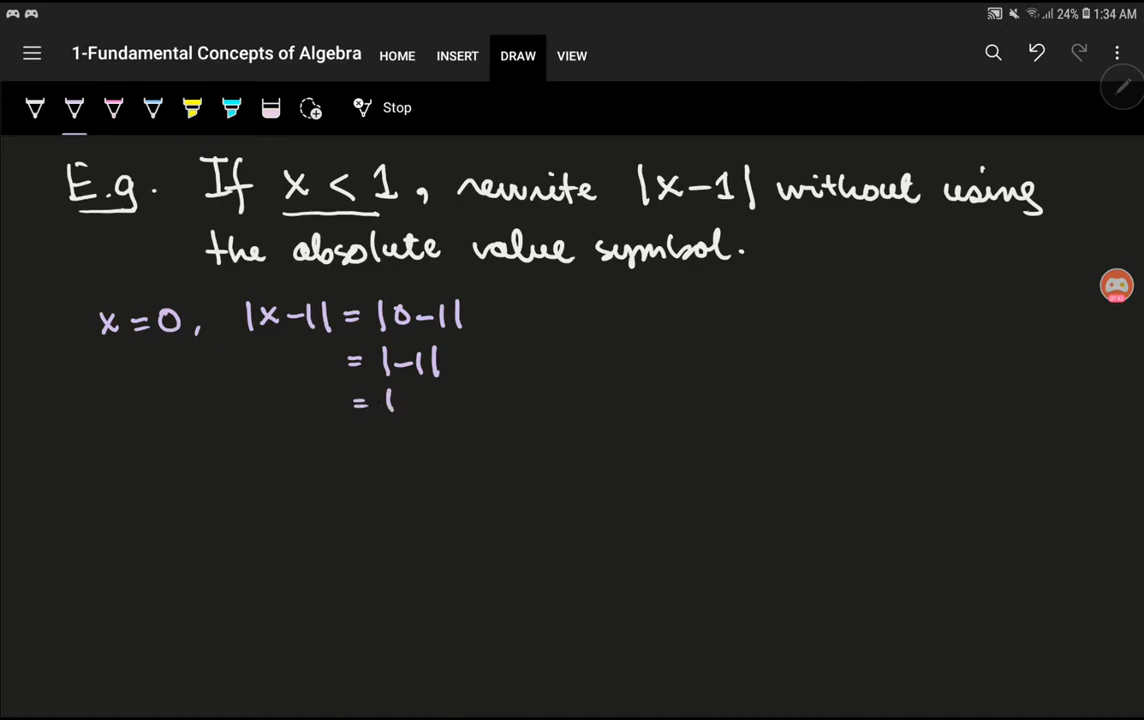 24% 1:34 AM
1-Fundamental Concepts of Algebra HOME INSERT DRAW VIEW
Stop
E.g. If x < 1, rewrite |x-1| without using
the absolute value symbol.
x = 0, |x-1| = |0-1|
= |-1|
= 1